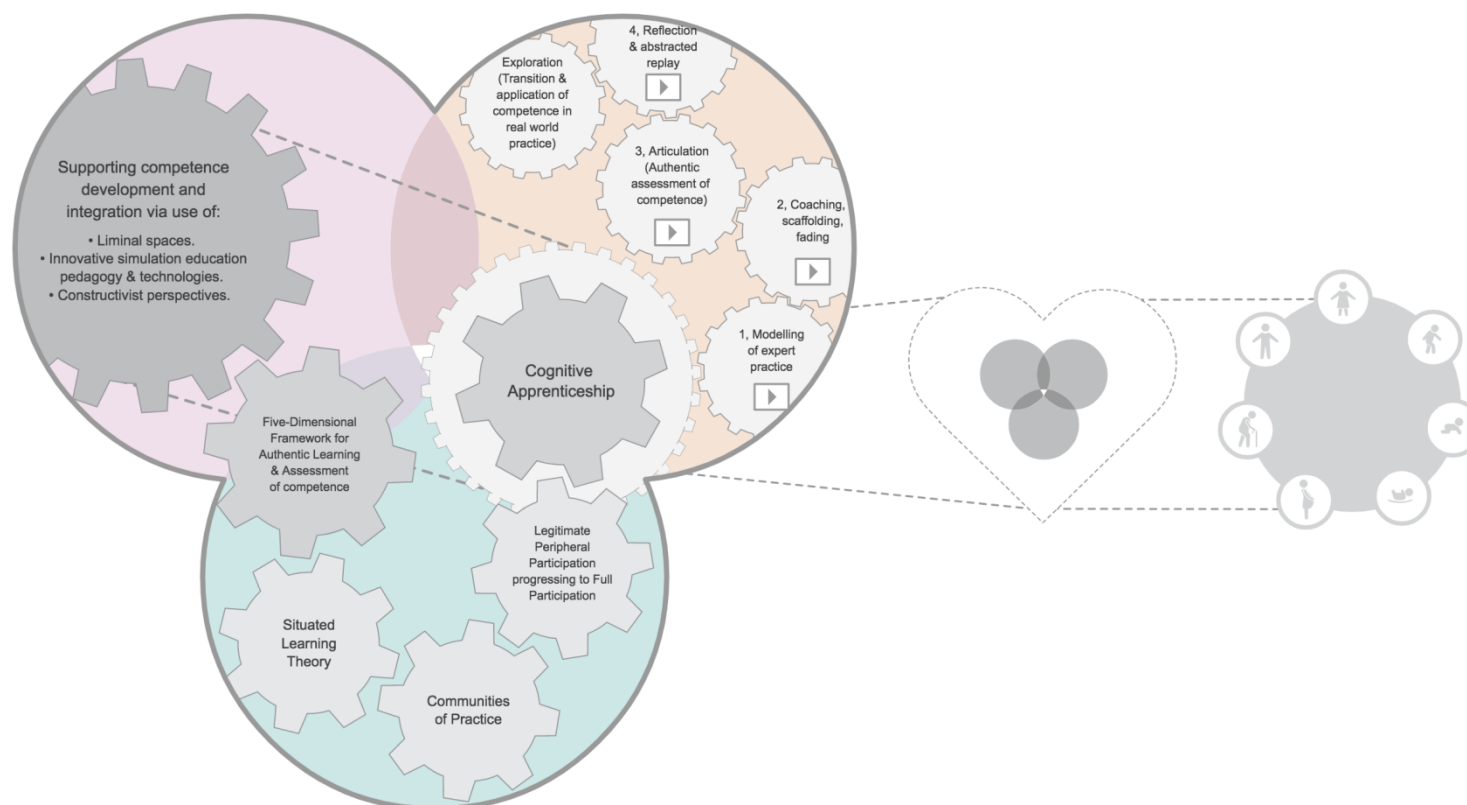 Supporting competence
development and
integration via use of:
• Liminal spaces.
• Innovative simulation education
pedagogy & technologies.
• Constructivist perspectives.
Exploration
(Transition &
application of
competence in
real world
practice)
4, Reflection
& abstracted
replay
3, Articulation
(Authentic
assessment of
competence)
2, Coaching,
scaffolding,
fading
1, Modelling
of expert
practice
Cognitive
Apprenticeship
Five-Dimensional
Framework for
Authentic Learning
& Assessment
of competence
Legitimate
Peripheral
Participation
progressing to Full
Participation
Situated
Learning
Theory
Communities
of Practice